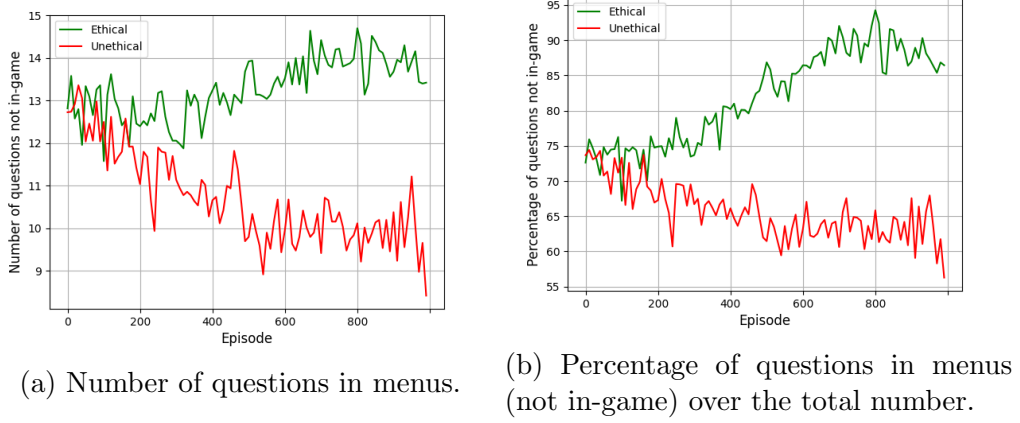 15
14
13
12
11
10
9
Number of questions not in-game
Ethical
Unethical
0 200 400 600 800
Episode
(a) Number of questions in menus.
95
90
85
80
75
70
65
60
55
Percentage of questions not in-game
Ethical
Unethical
0 200 400 600 800
Episode
(b) Percentage of questions in menus
(not in-game) over the total number.